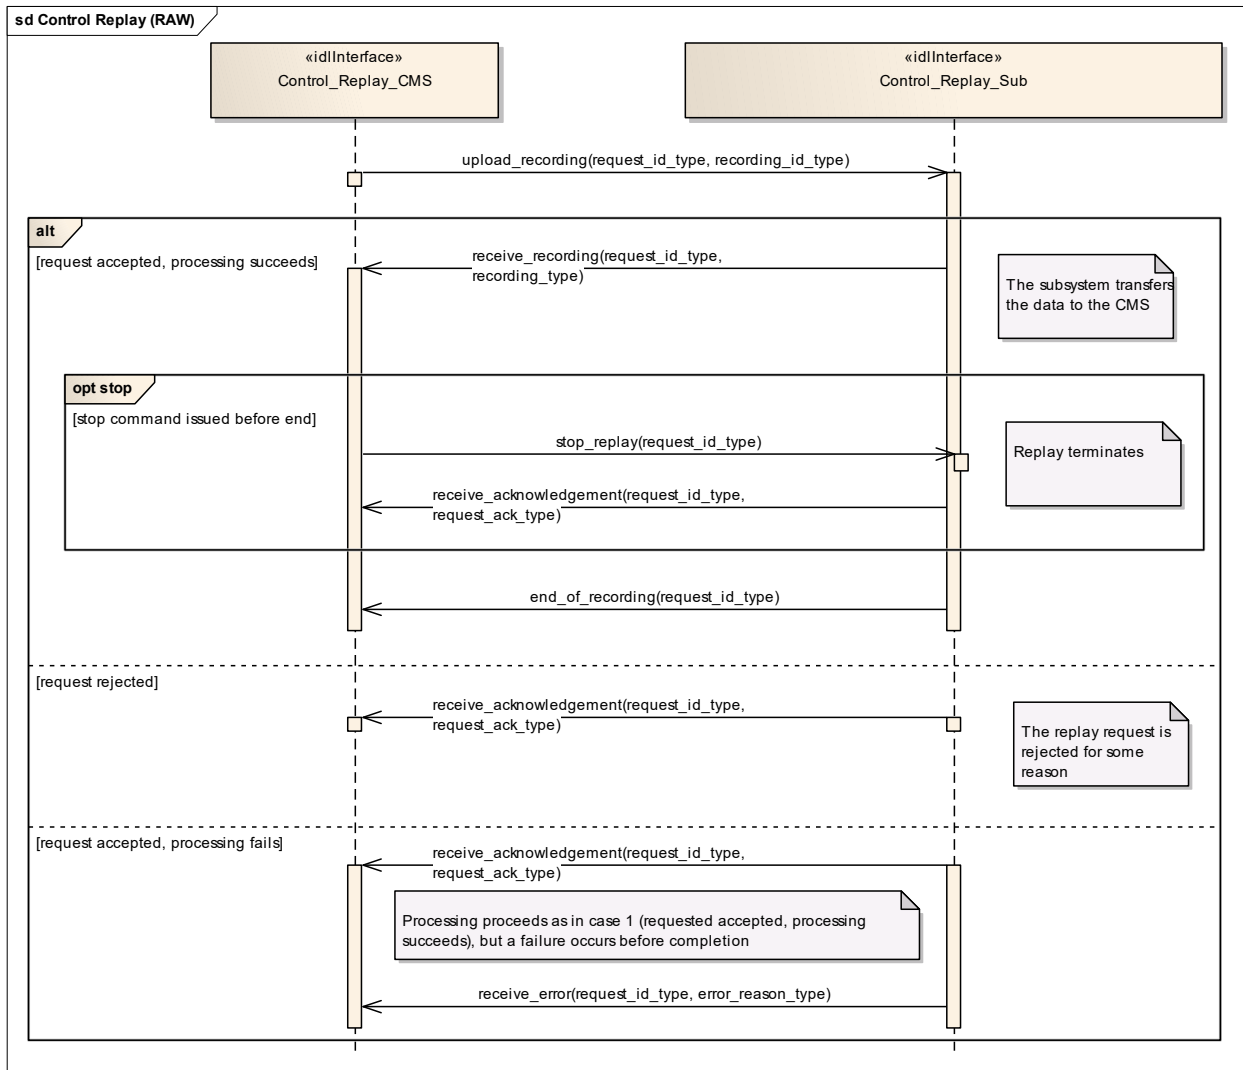 sd Control Replay (RAW)
«idlInterface»
Control_Replay_CMS
«idlInterface»
Control_Replay_Sub
upload_recording(request_id_type, recording_id_type)
alt
[request accepted, processing succeeds]
receive_recording(request_id_type,
recording_type)
The subsystem transfers
the data to the CMS
opt stop
[stop command issued before end]
stop_replay(request_id_type)
Replay terminates
receive_acknowledgement(request_id_type,
request_ack_type)
end_of_recording(request_id_type)
[request rejected]
receive_acknowledgement(request_id_type,
request_ack_type)
The replay request is
rejected for some
reason
[request accepted, processing fails]
receive_acknowledgement(request_id_type,
request_ack_type)
Processing proceeds as in case 1 (requested accepted, processing
succeeds), but a failure occurs before completion
receive_error(request_id_type, error_reason_type)